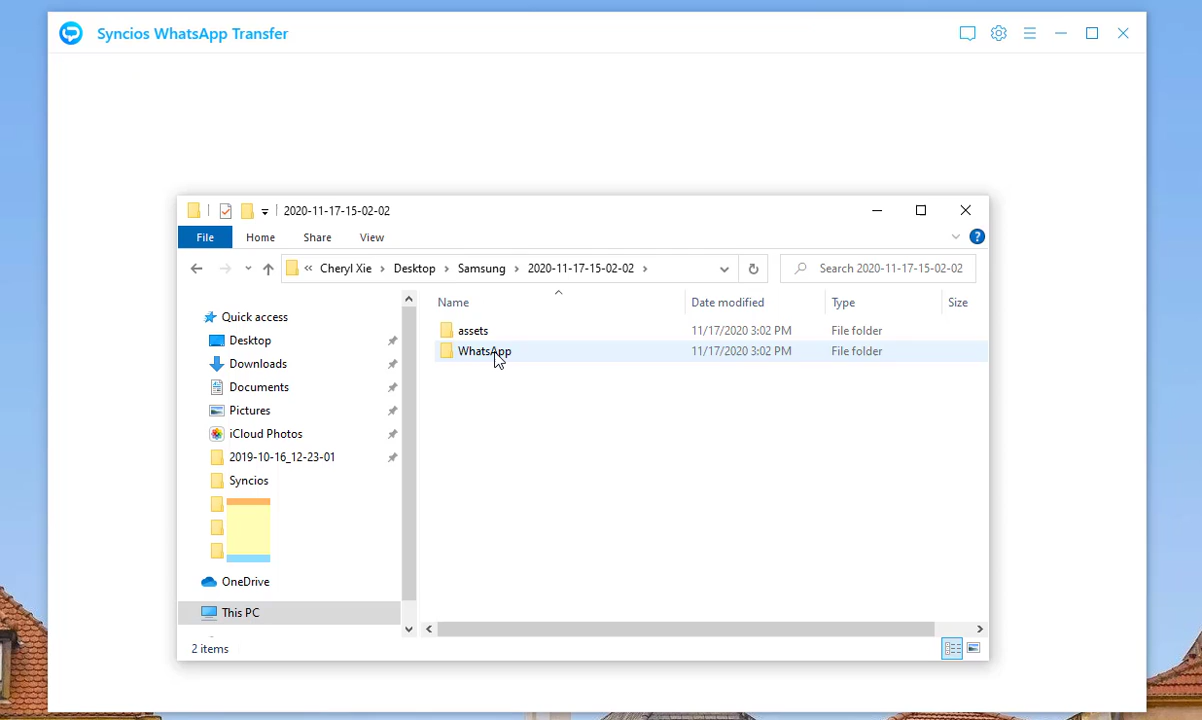 Syncios WhatsApp Transfer
2020-11-17-15-02-02
File Home Share View
« Cheryl Xie > Desktop > Samsung > 2020-11-17-15-02-02 >
Search 2020-11-17-15-02-02
Name Date modified Type Size
assets 11/17/2020 3:02 PM File folder
WhatsApp 11/17/2020 3:02 PM File folder
Quick access
Desktop
Downloads
Documents
Pictures
iCloud Photos
2019-10-16_12-23-01
Syncios
OneDrive
This PC
2 items